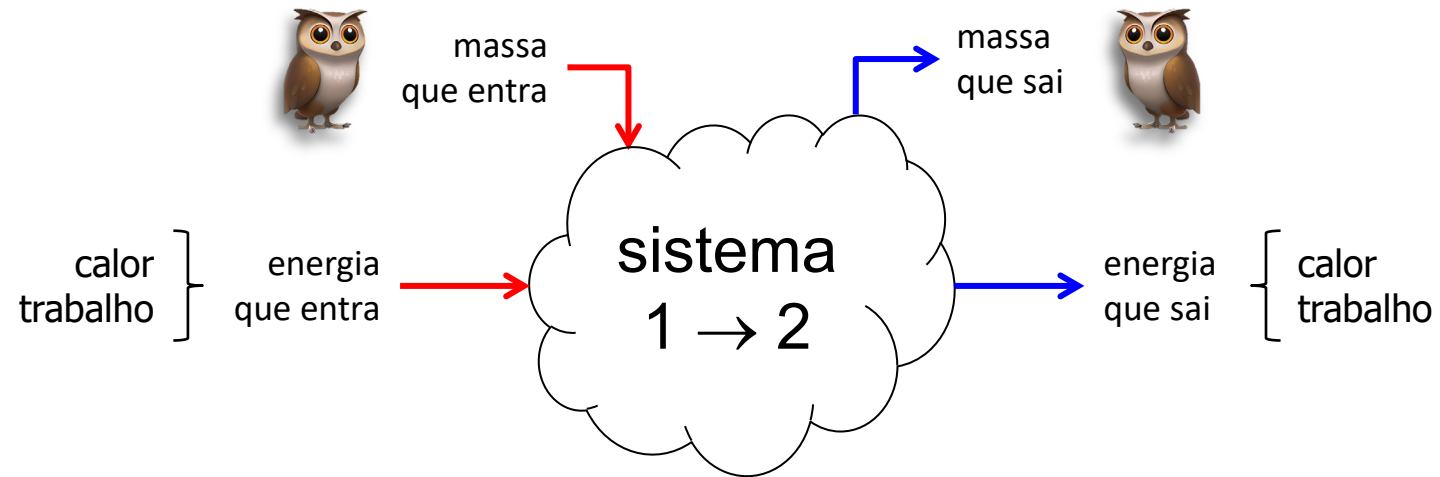 massa
que entra
massa
que sai
calor
trabalho
energia
que entra
sistema
1 → 2
energia
que sai
calor
trabalho